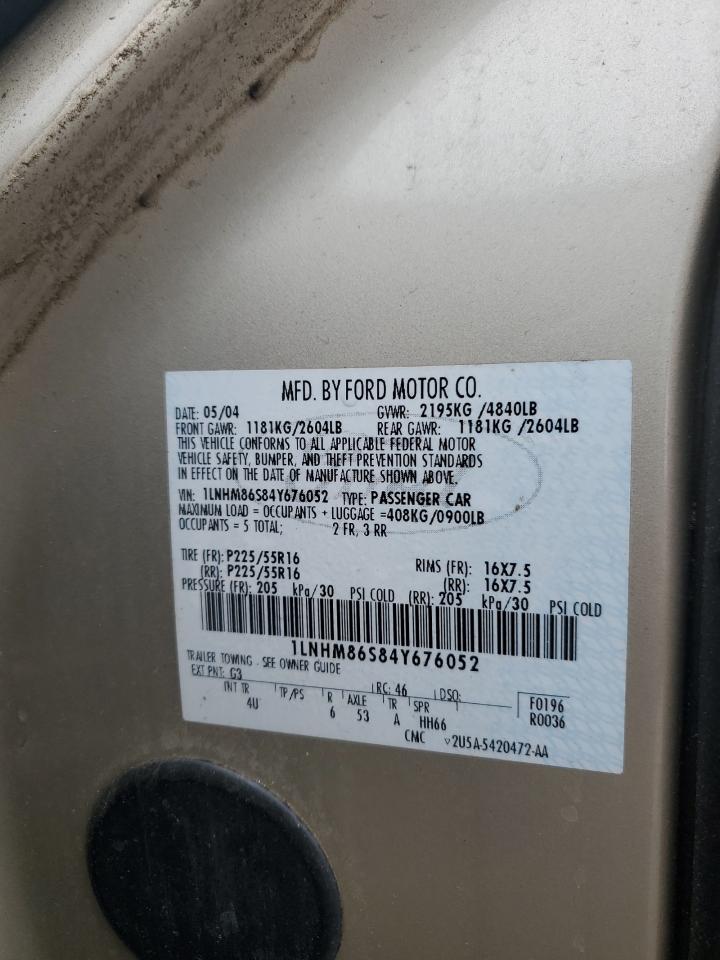 MFD. BY FORD MOTOR CO.
DATE: 05/04 GVWR: 2195KG /4840LB
FRONT GAWR: 1181KG/2604LB REAR GAWR: 1181KG /2604LB
THIS VEHICLE CONFORMS TO ALL APPLICABLE FEDERAL MOTOR
VEHICLE SAFETY, BUMPER, AND THEFT PREVENTION STANDARDS
IN EFFECT ON THE DATE OF MANUFACTURE SHOWN ABOVE.
VIN: 1LNHM86S84Y676052 TYPE: PASSENGER CAR
MAXIMUM LOAD = OCCUPANTS + LUGGAGE =408KG/0900LB
OCCUPANTS = 5 TOTAL; 2 FR, 3 RR
TIRE (FR): P225/55R16 RIMS (FR): 16X7.5
(RR): P225/55R16 (RR): 16X7.5
PRESSURE (FR): 205 kPa/30 PSI COLD (RR): 205 kPa/30 PSI COLD
1LNHM86S84Y676052
TRAILER TOWING - SEE OWNER GUIDE
EXT PNT: G3 RC: 46 DSO: F0196
INT TR TP/PS R AXLE TR SPR R0036
4U 6 53 A HH66
CMC V2U5A-5420472-AA